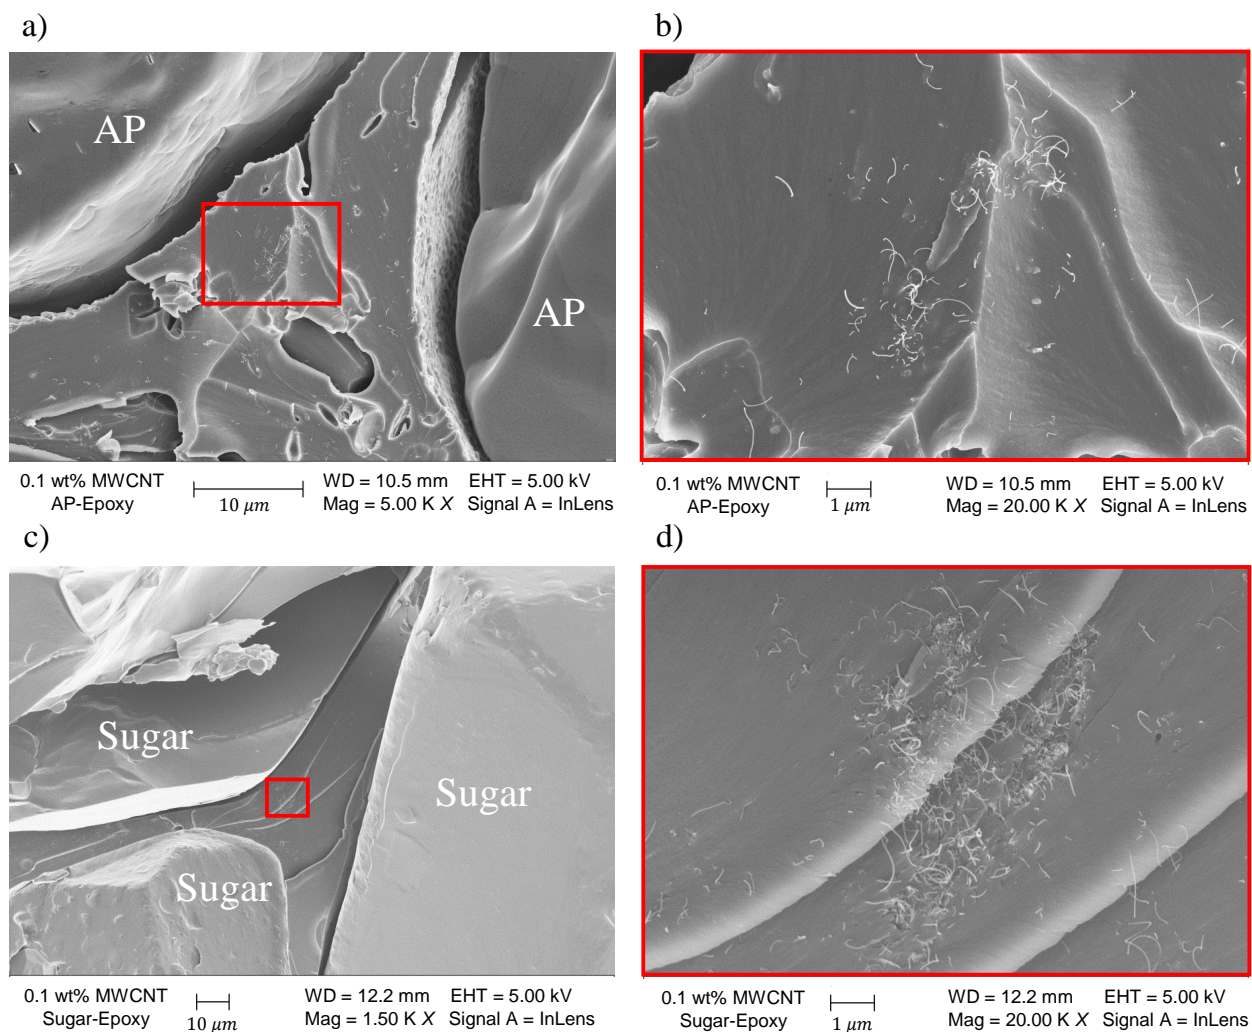 a)
b)
AP
AP
0.1 wt% MWCNT
AP-Epoxy
10 μm
WD = 10.5 mm EHT = 5.00 kV
Mag = 5.00 K X Signal A = InLens
0.1 wt% MWCNT
AP-Epoxy
1 μm
WD = 10.5 mm EHT = 5.00 kV
Mag = 20.00 K X Signal A = InLens
c)
d)
Sugar
Sugar
Sugar
0.1 wt% MWCNT
Sugar-Epoxy
10 μm
WD = 12.2 mm EHT = 5.00 kV
Mag = 1.50 K X Signal A = InLens
0.1 wt% MWCNT
Sugar-Epoxy
1 μm
WD = 12.2 mm EHT = 5.00 kV
Mag = 20.00 K X Signal A = InLens